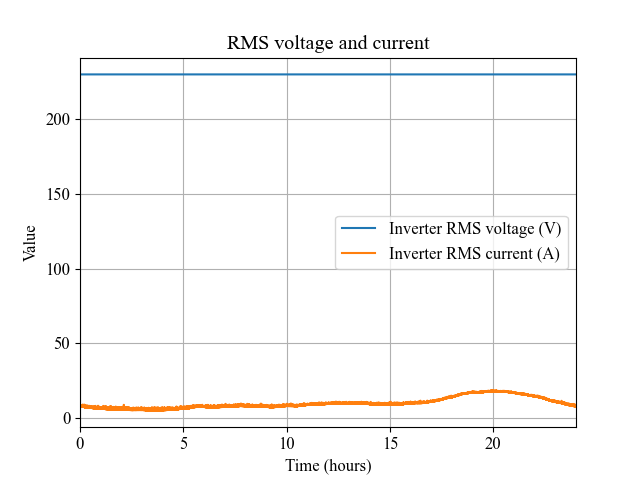 RMS voltage and current
200
150
100
50
0
Value
Inverter RMS voltage (V)
Inverter RMS current (A)
0 5 10 15 20
Time (hours)